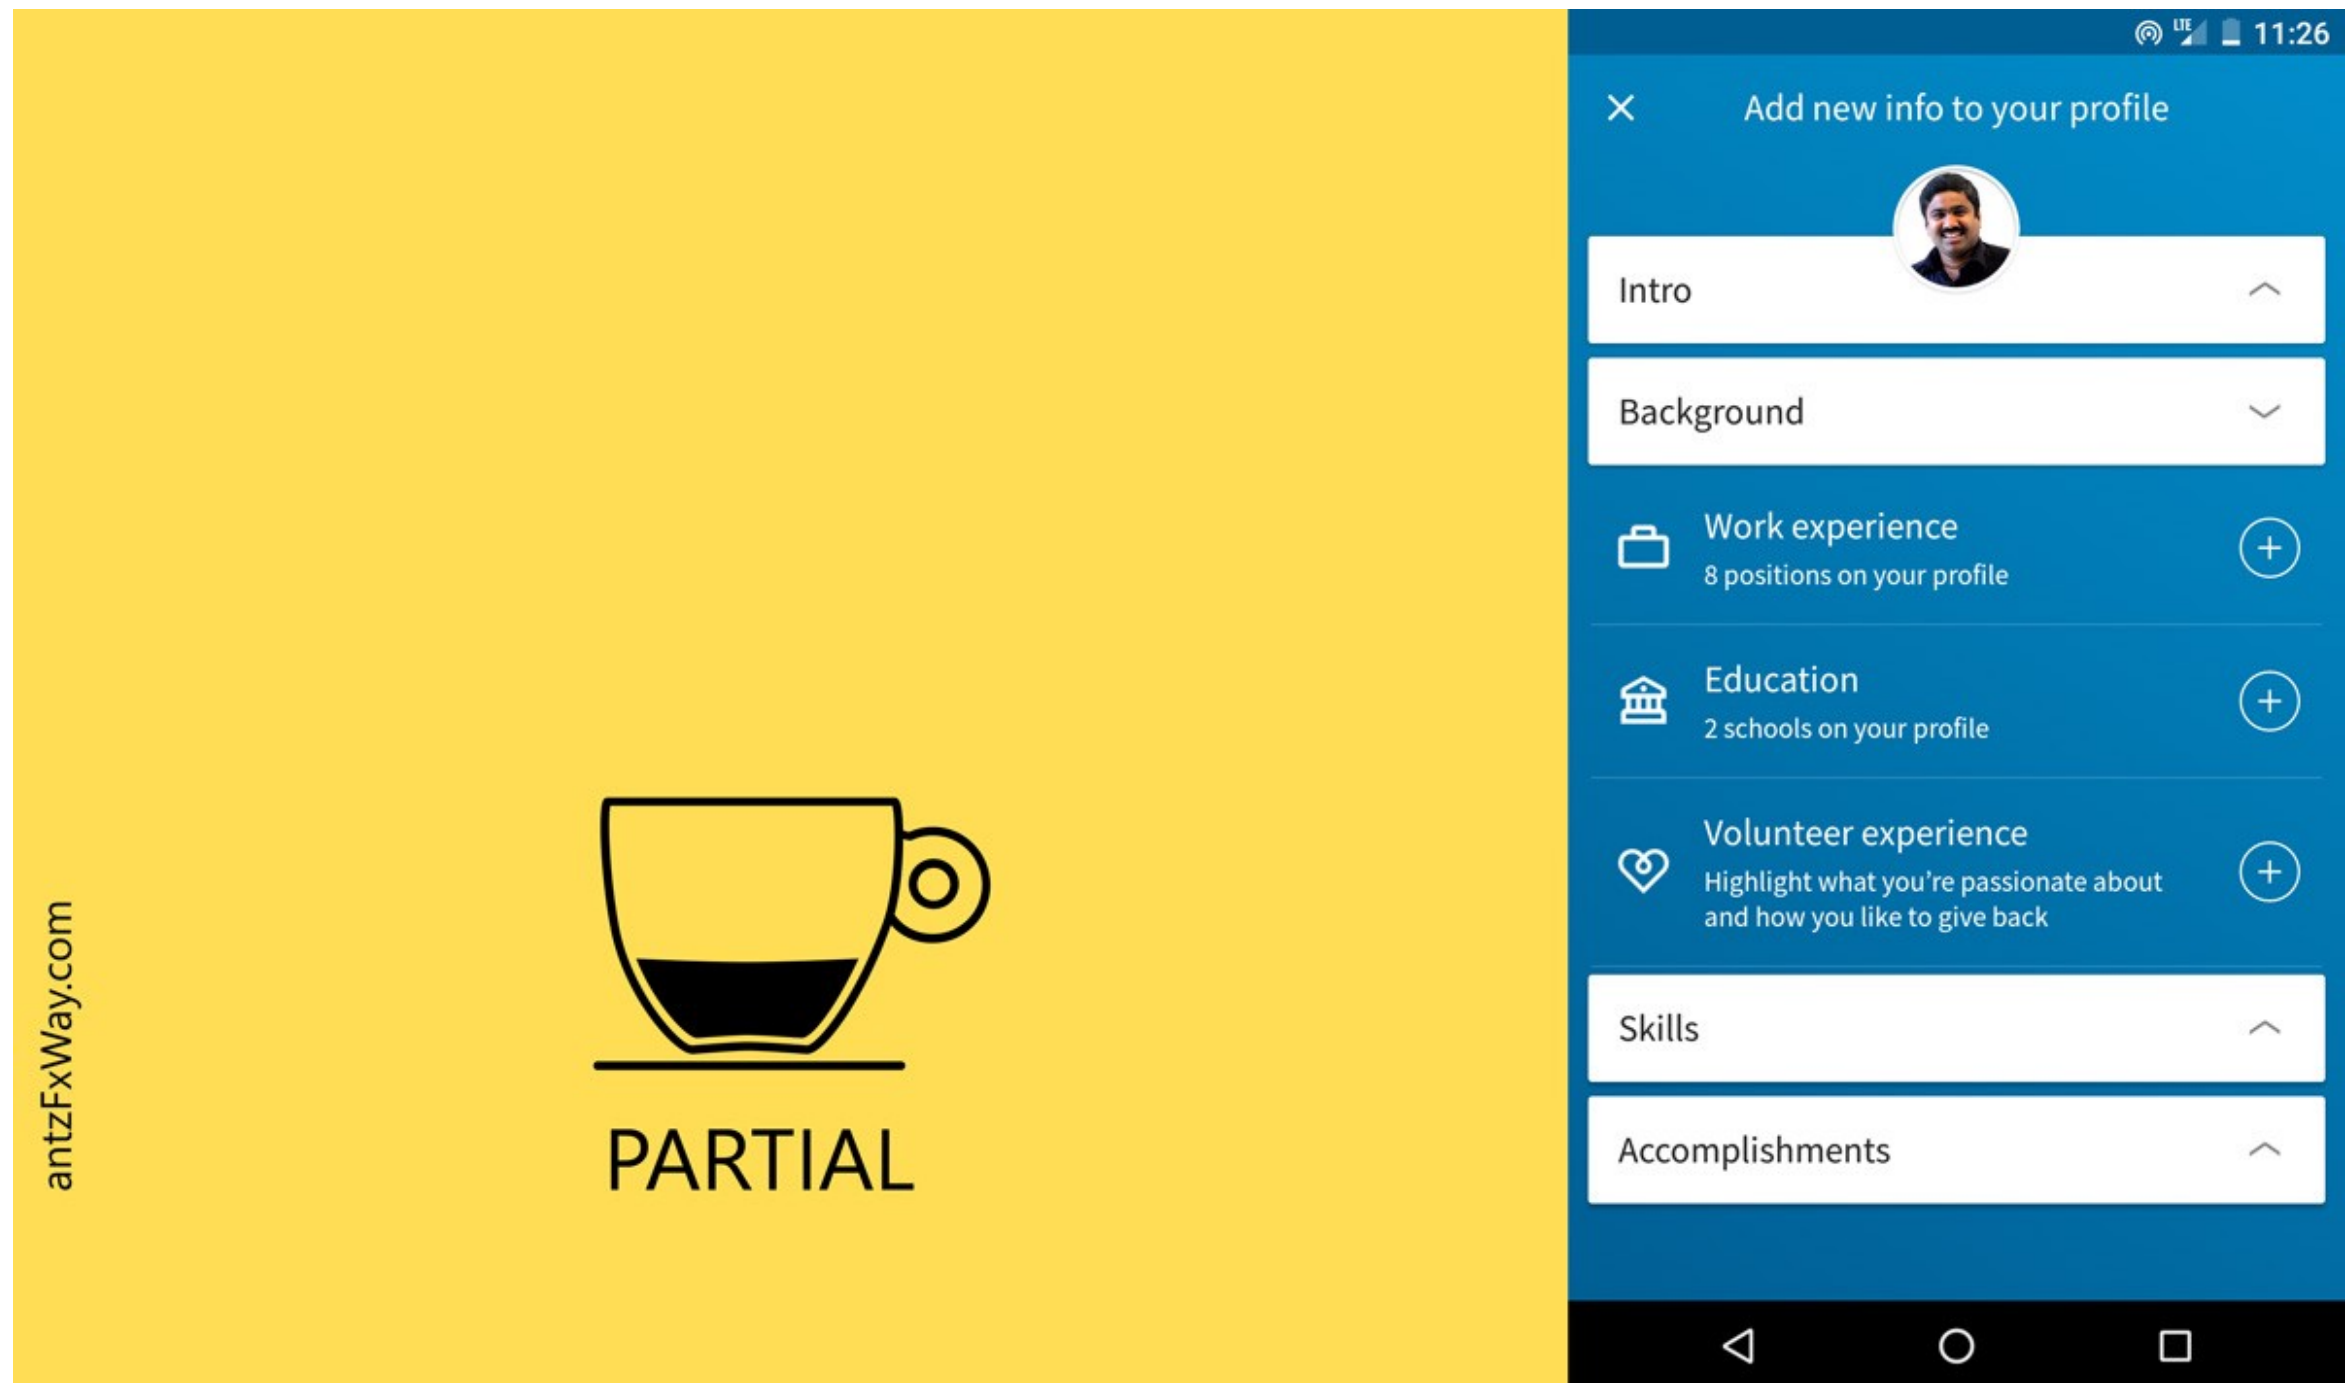 antzFxWay.com
PARTIAL
LTE 11:26
Add new info to your profile
Intro
Background
Work experience
8 positions on your profile
Education
2 schools on your profile
Volunteer experience
Highlight what you're passionate about
and how you like to give back
Skills
Accomplishments